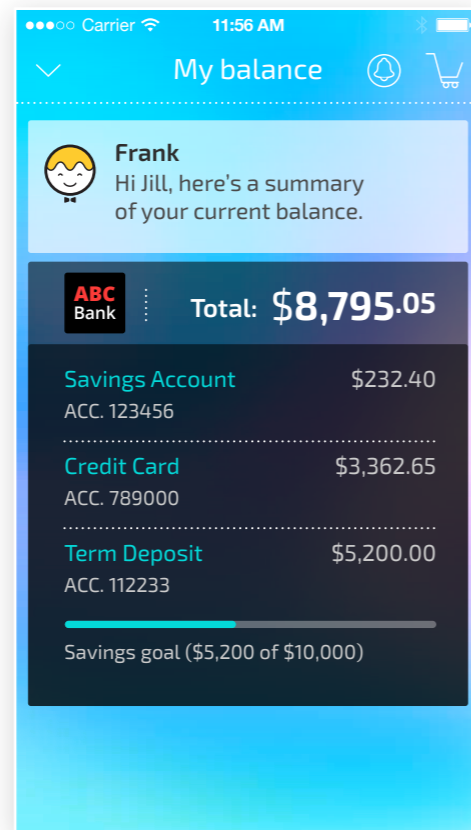 Carrier 11:56 AM
My balance
Frank
Hi Jill, here's a summary
of your current balance.
ABC
Bank
Total: $8,795.05
Savings Account $232.40
ACC. 123456
Credit Card $3,362.65
ACC. 789000
Term Deposit $5,200.00
ACC. 112233
Savings goal ($5,200 of $10,000)